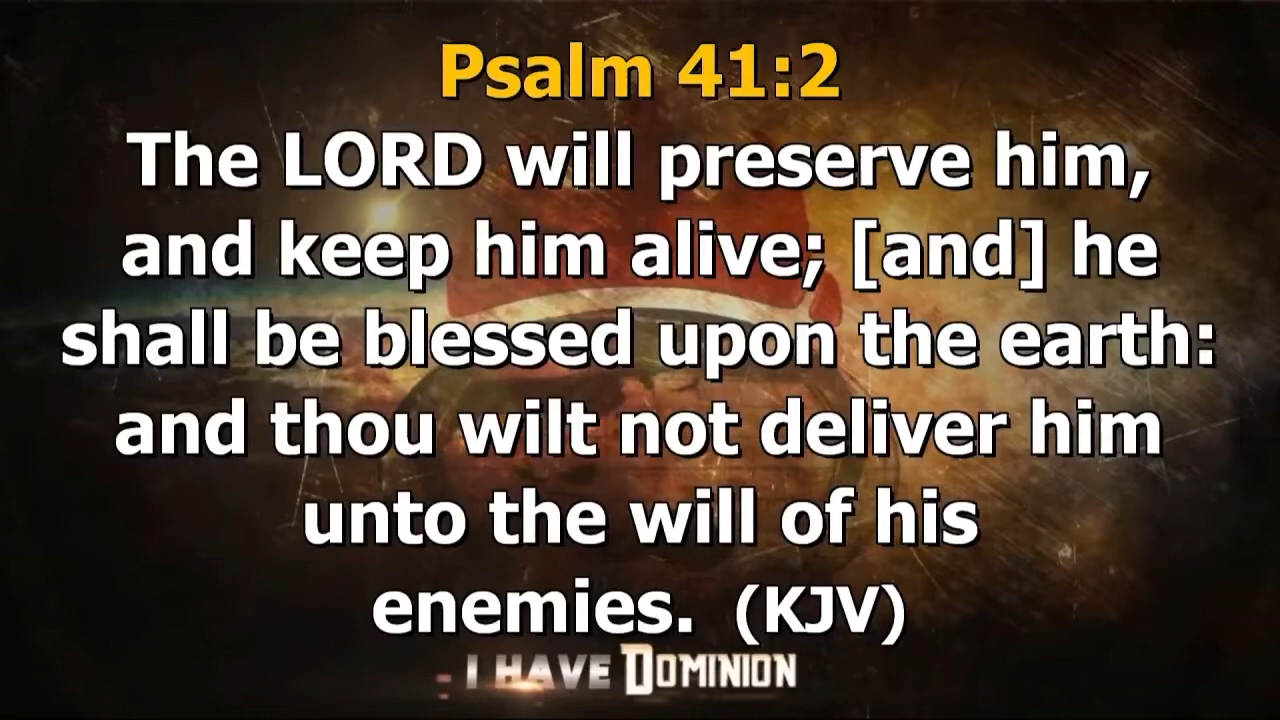 Psalm 41:2
The LORD will preserve him,
and keep him alive; [and] he
shall be blessed upon the earth:
and thou wilt not deliver him
unto the will of his
enemies. (KJV)
I HAVE DOMINION